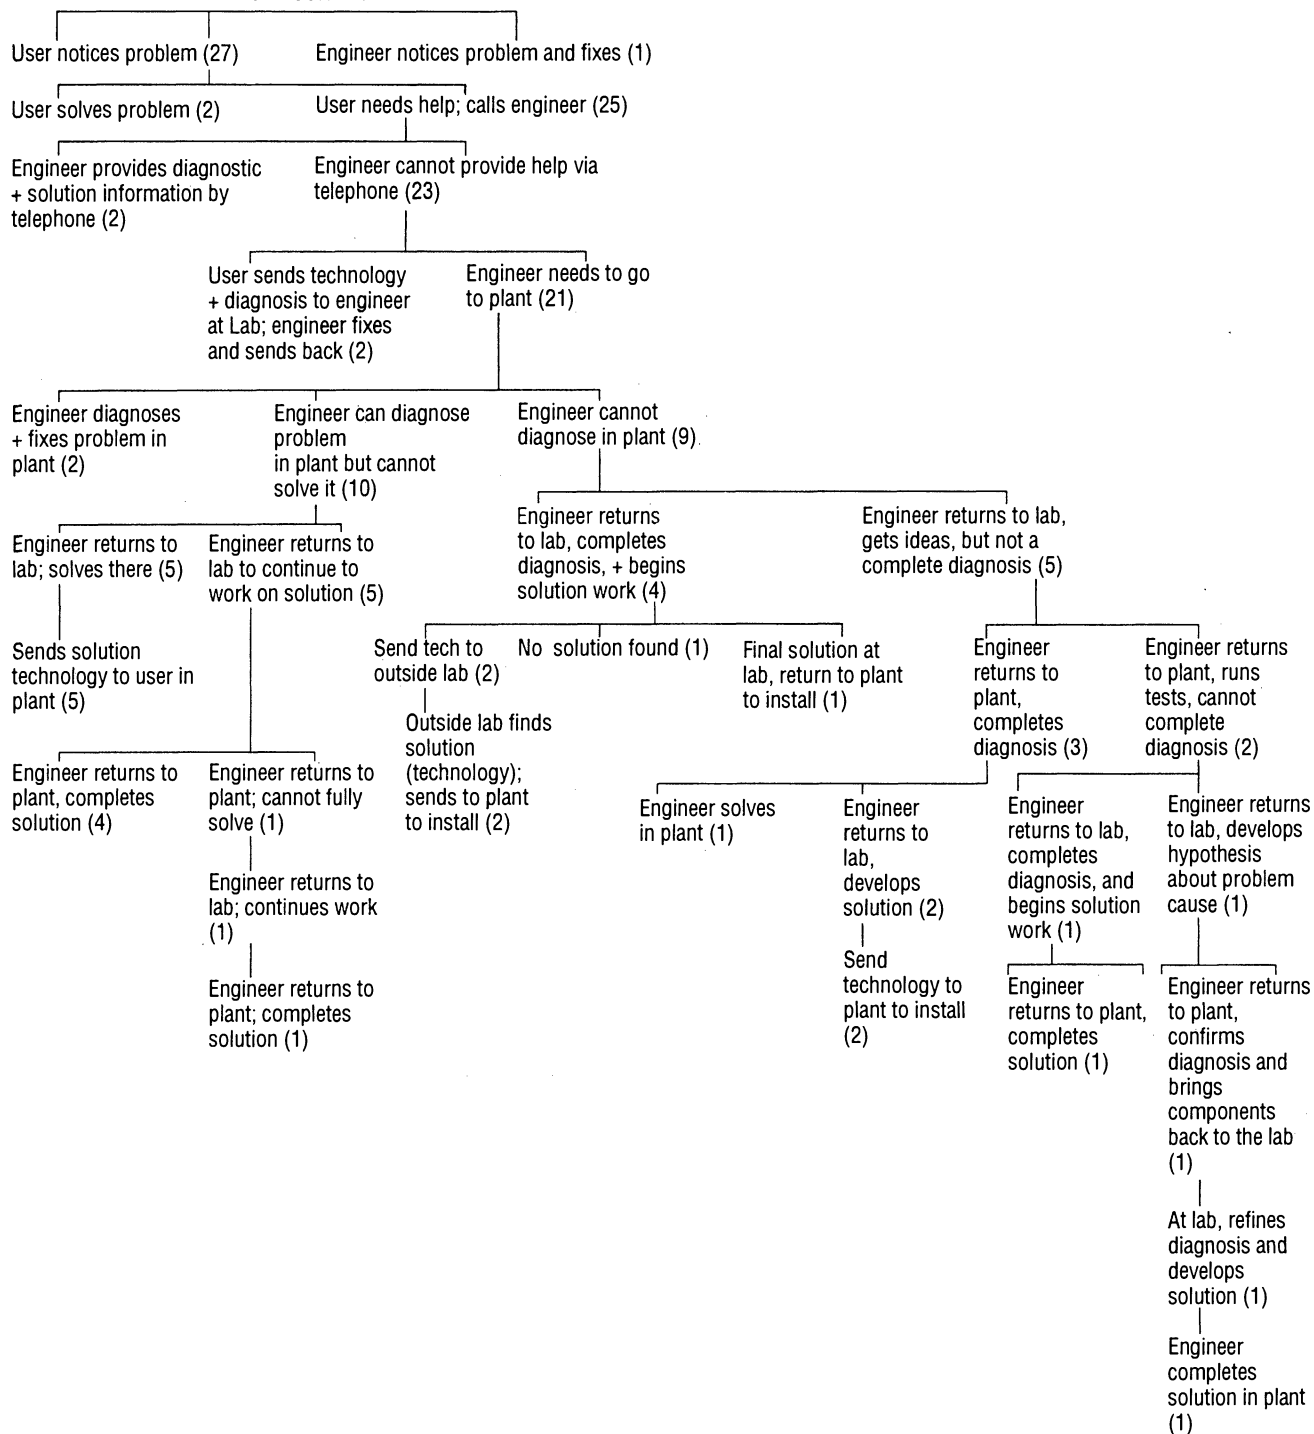 User notices problem (27)
Engineer notices problem and fixes (1)
User solves problem (2)
User needs help; calls engineer (25)
Engineer provides diagnostic
+ solution information by
telephone (2)
Engineer cannot provide help via
telephone (23)
User sends technology
+ diagnosis to engineer
at Lab; engineer fixes
and sends back (2)
Engineer needs to go
to plant (21)
Engineer diagnoses
+ fixes problem in
plant (2)
Engineer can diagnose
problem
in plant but cannot
solve it (10)
Engineer cannot
diagnose in plant (9)
Engineer returns to
lab; solves there (5)
Engineer returns to
lab to continue to
work on solution (5)
Engineer returns
to lab, completes
diagnosis, + begins
solution work (4)
Engineer returns to lab,
gets ideas, but not a
complete diagnosis (5)
Sends solution
technology to user in
plant (5)
Send tech to
outside lab (2)
No solution found (1)
Final solution at
lab, return to plant
to install (1)
Engineer
returns to
plant,
completes
diagnosis (3)
Engineer returns
to plant, runs
tests, cannot
complete
diagnosis (2)
Outside lab finds
solution
(technology);
sends to plant
to install (2)
Engineer returns to
plant, completes
solution (4)
Engineer returns to
plant; cannot fully
solve (1)
Engineer solves
in plant (1)
Engineer
returns to
lab,
develops
solution (2)
Engineer
returns to lab,
completes
diagnosis, and
begins solution
work (1)
Engineer returns
to lab, develops
hypothesis
about problem
cause (1)
Engineer returns to
lab; continues work
(1)
Send
technology to
plant to install
(2)
Engineer returns to
plant; completes
solution (1)
Engineer
returns to plant,
completes
solution (1)
Engineer returns
to plant,
confirms
diagnosis and
brings
components
back to the lab
(1)
At lab, refines
diagnosis and
develops
solution (1)
Engineer
completes
solution in plant
(1)